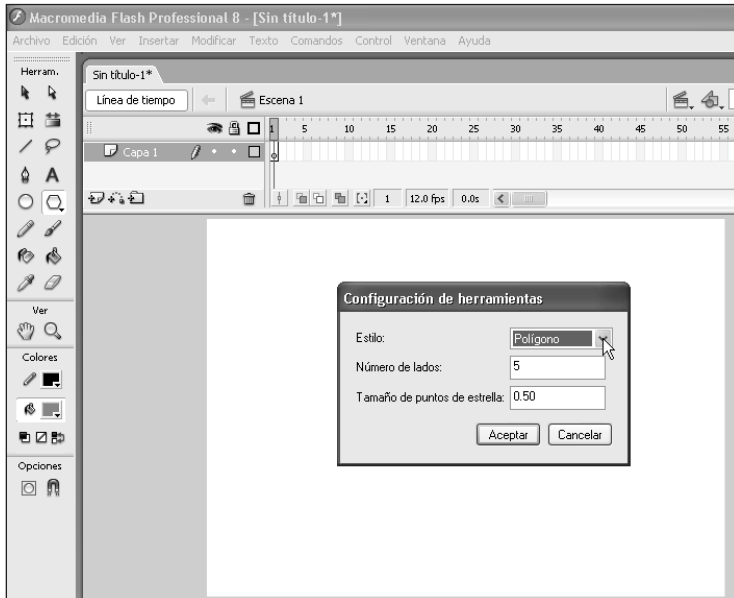 Macromedia Flash Professional 8 - [Sin título-1*]
Archivo Edición Ver Insertar Modificar Texto Comandos Control Ventana Ayuda
Herram.
Sin título-1*
Línea de tiempo
Escena 1
1 5 10 15 20 25 30 35 40 45 50 55
Capa 1
1 12.0 fps 0.0s
A
Ver
Colores
Opciones
Configuración de herramientas
Estilo: Polígono
Número de lados: 5
Tamaño de puntos de estrella: 0.50
Aceptar Cancelar